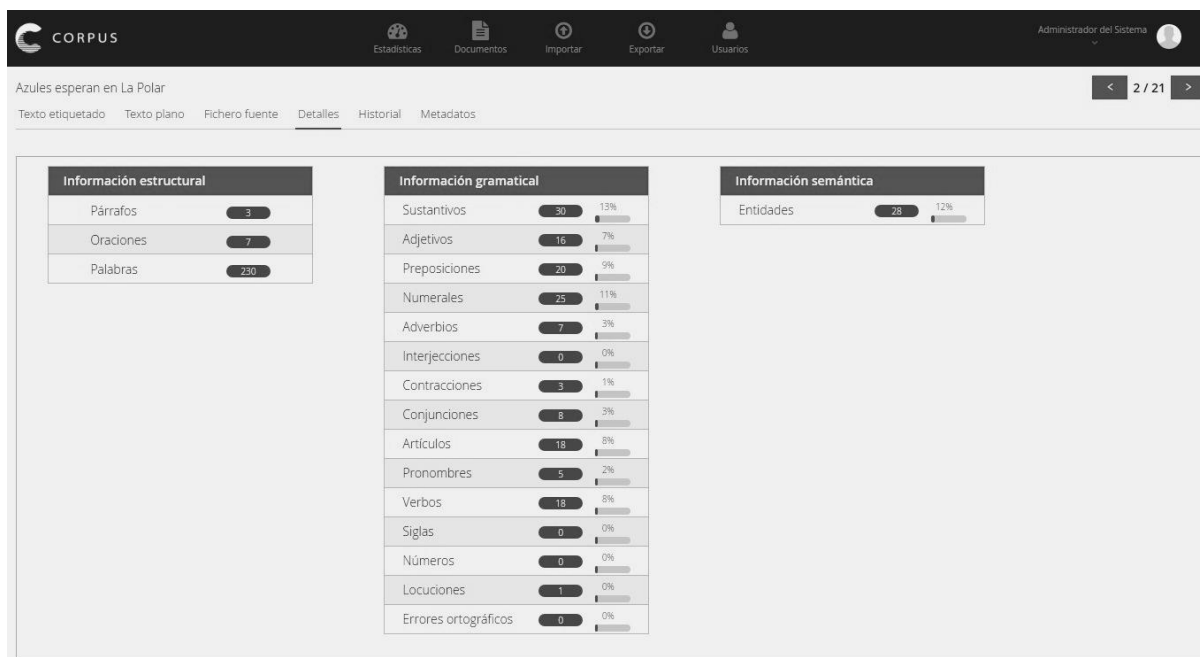 CORPUS
Estadísticas Documentos Importar Exportar Usuarios
Administrador del Sistema
Azules esperan en La Polar
< 2 / 21 >
Texto etiquetado Texto plano Fichero fuente Detalles Historial Metadatos
Información estructural
Párrafos 3
Oraciones 7
Palabras 230
Información gramatical
Sustantivos 30 13%
Adjetivos 16 7%
Preposiciones 20 9%
Numerales 25 11%
Adverbios 7 3%
Interjecciones 0 0%
Contracciones 3 1%
Conjunciones 8 3%
Artículos 18 8%
Pronombres 5 2%
Verbos 18 8%
Siglas 0 0%
Números 0 0%
Locuciones 1 0%
Errores ortográficos 0 0%
Información semántica
Entidades 28 12%